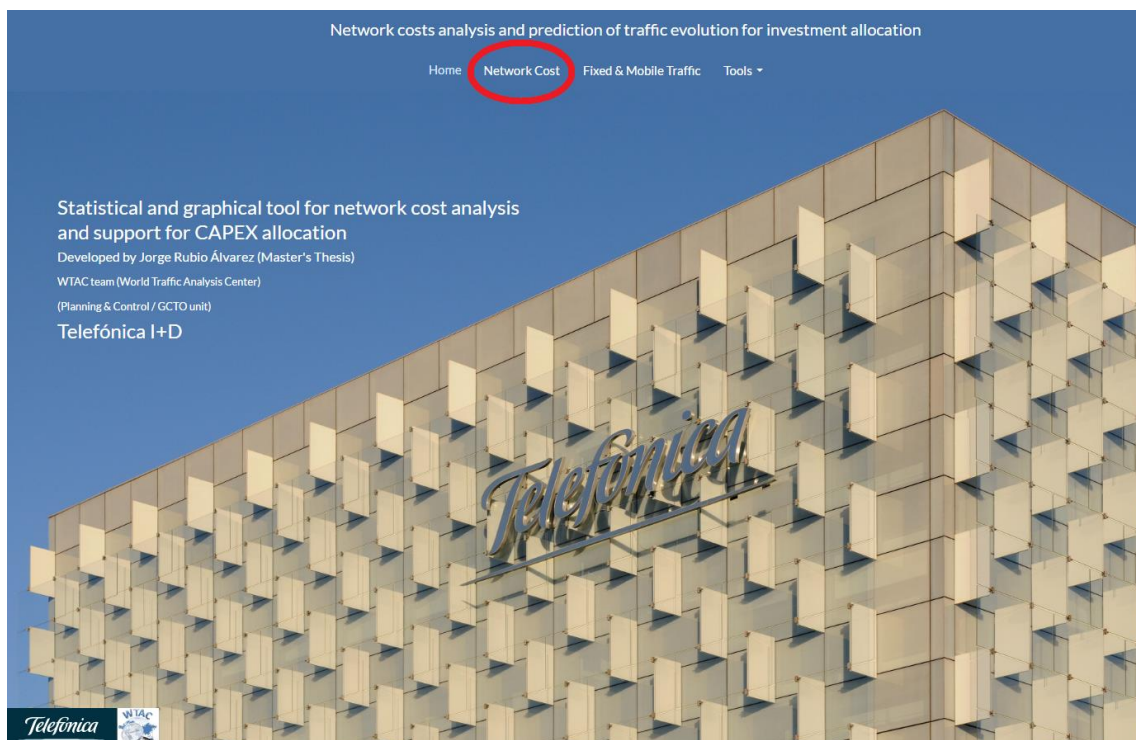 Network costs analysis and prediction of traffic evolution for investment allocation
Home Network Cost Fixed & Mobile Traffic Tools
Statistical and graphical tool for network cost analysis
and support for CAPEX allocation
Developed by Jorge Rubio Álvarez (Master's Thesis)
WTAC team (World Traffic Analysis Center)
(Planning & Control / GCTO unit)
Telefónica I+D
Telefónica
Telefónica WTAC